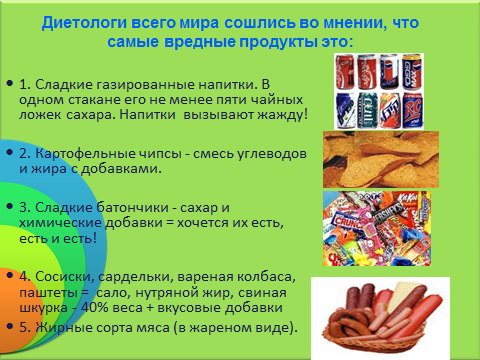 Диетологи всего мира сошлись во мнении, что
самые вредные продукты это:
• 1. Сладкие газированные напитки. В
одном стакане его не менее пяти чайных
ложек сахара. Напитки вызывают жажду!
• 2. Картофельные чипсы - смесь углеводов
и жира с добавками.
• 3. Сладкие батончики - сахар и
химические добавки = хочется их есть,
есть и есть!
• 4. Сосиски, сардельки, вареная колбаса,
паштеты = сало, нутряной жир, свиная
шкурка - 40% веса + вкусовые добавки
• 5. Жирные сорта мяса (в жареном виде).
CRUNCH
HERSHEY'S